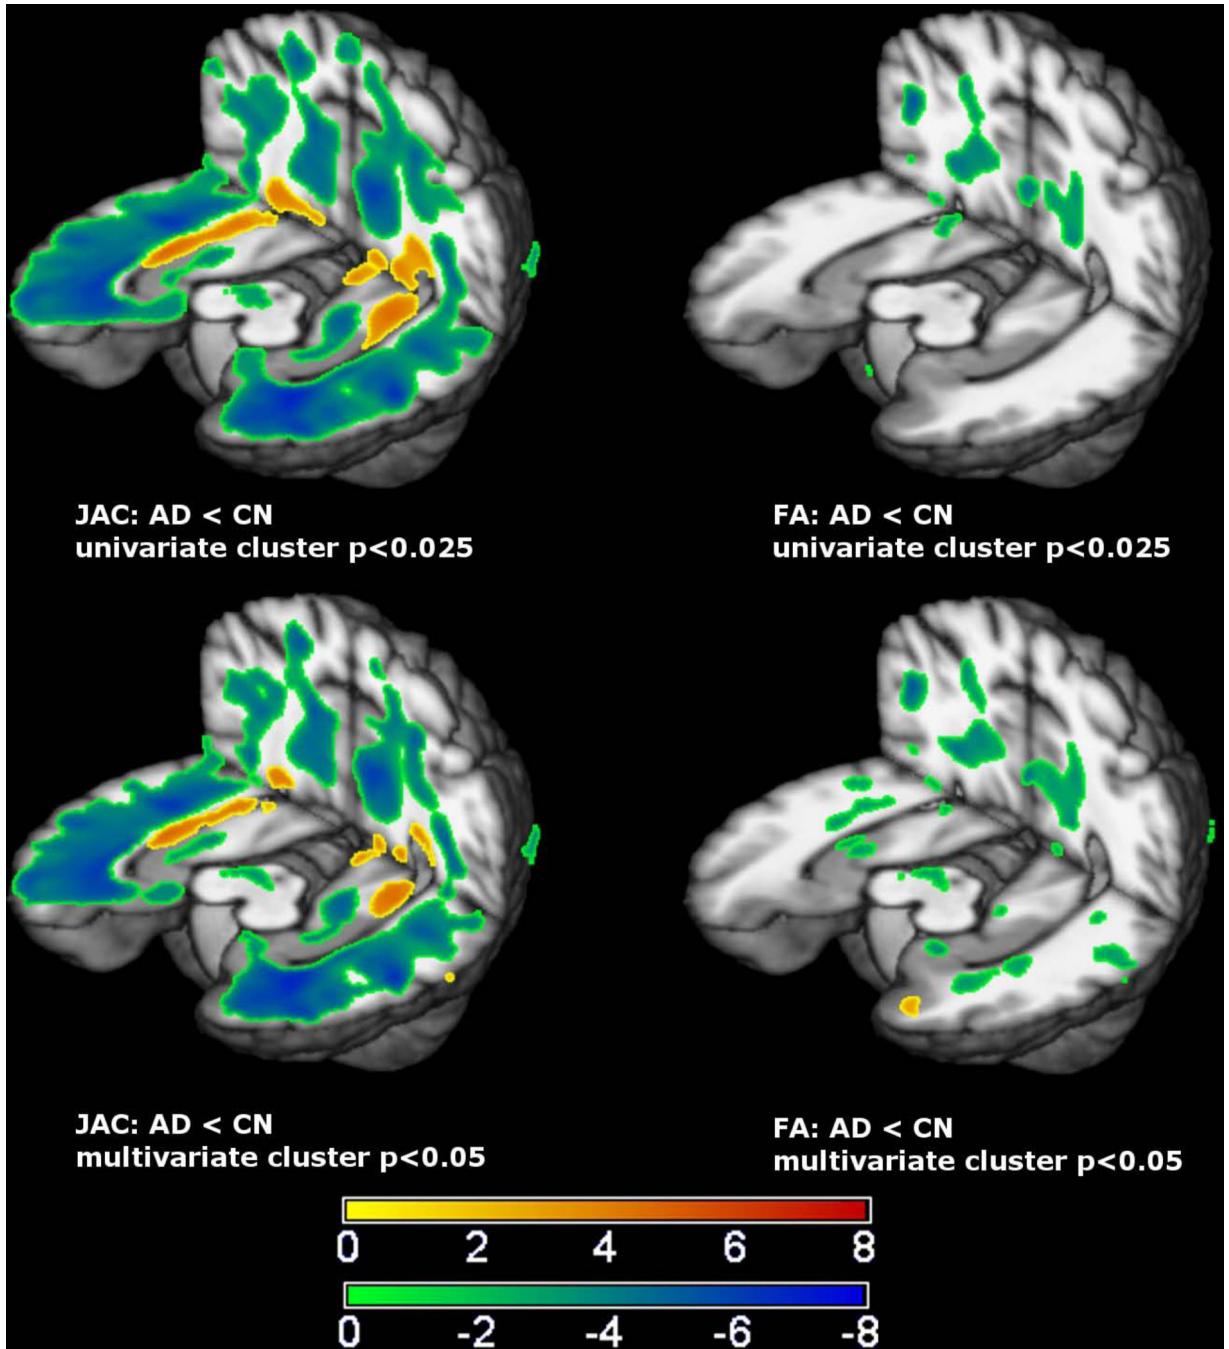 JAC: AD < CN
univariate cluster p<0.025
FA: AD < CN
univariate cluster p<0.025
JAC: AD < CN
multivariate cluster p<0.05
FA: AD < CN
multivariate cluster p<0.05
0 2 4 6 8
0 -2 -4 -6 -8